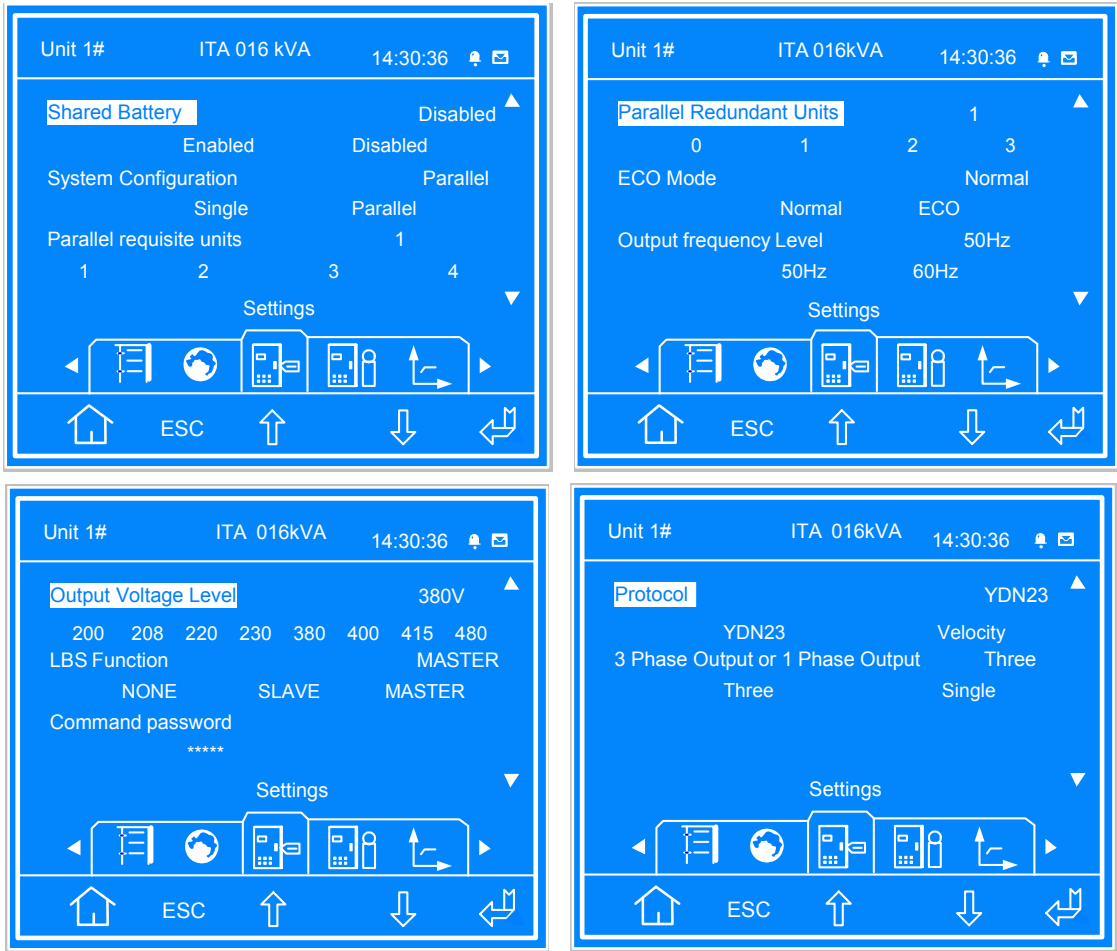 Unit 1# ITA 016 kVA 14:30:36
Shared Battery Disabled
Enabled Disabled
System Configuration Parallel
Single Parallel
Parallel requisite units 1
1 2 3 4
Settings
ESC
Unit 1# ITA 016kVA 14:30:36
Parallel Redundant Units 1
0 1 2 3
ECO Mode Normal
Normal ECO
Output frequency Level 50Hz
50Hz 60Hz
Settings
ESC
Unit 1# ITA 016kVA 14:30:36
Output Voltage Level 380V
200 208 220 230 380 400 415 480
LBS Function MASTER
NONE SLAVE MASTER
Command password
*****
Settings
ESC
Unit 1# ITA 016kVA 14:30:36
Protocol YDN23
YDN23 Velocity
3 Phase Output or 1 Phase Output Three
Three Single
Settings
ESC